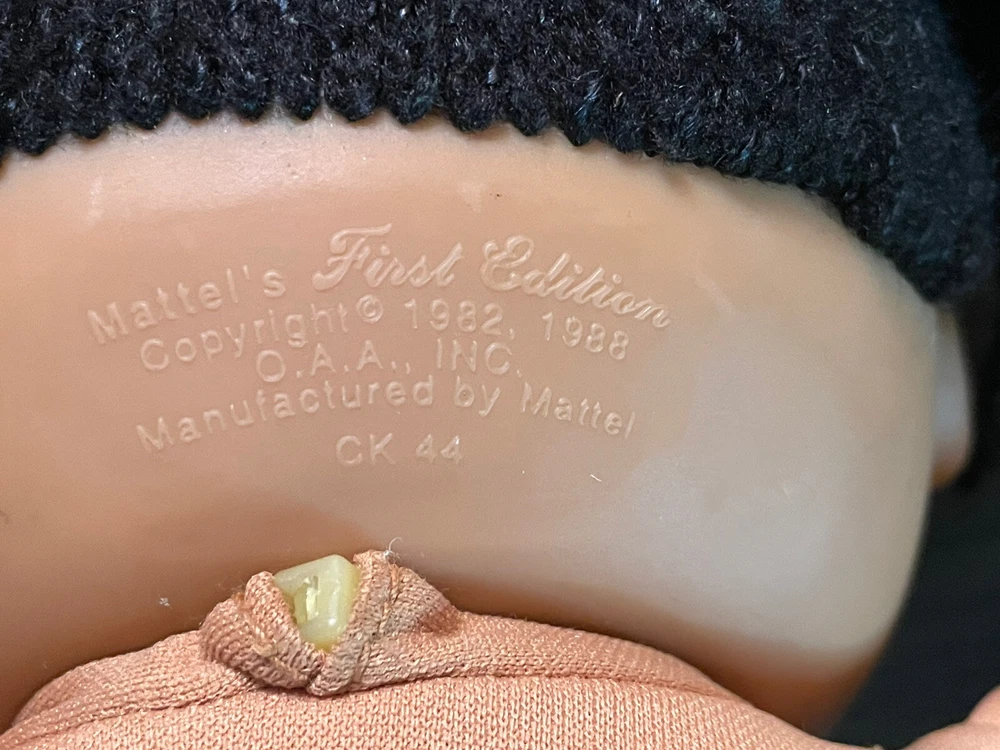 Mattel's First Edition
Copyright© 1982, 1988
O.A.A., INC.
Manufactured by Mattel
CK 44